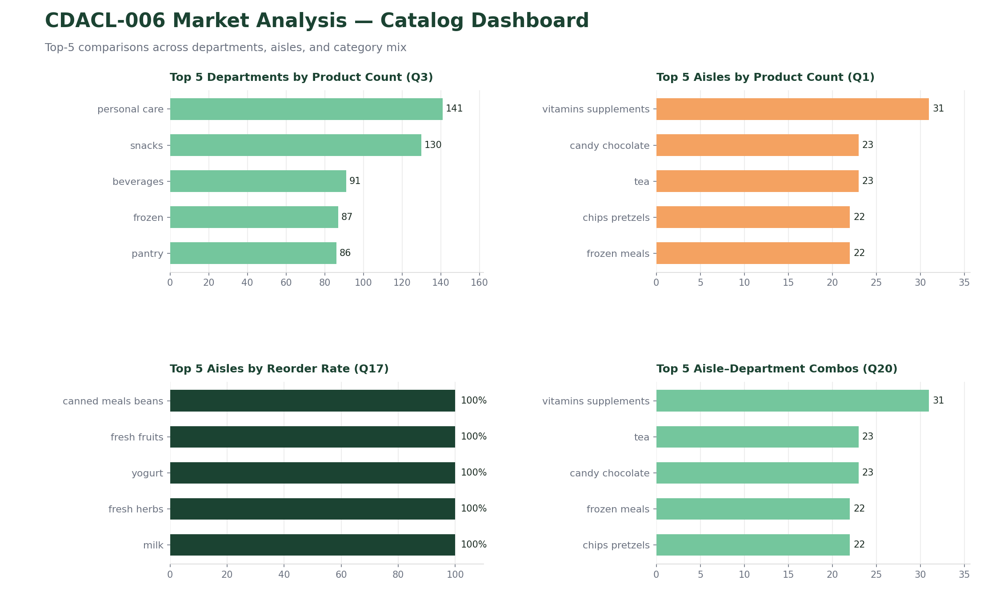 CDACL-006 Market Analysis — Catalog Dashboard
Top-5 comparisons across departments, aisles, and category mix
Top 5 Departments by Product Count (Q3)
personal care 141
snacks 130
beverages 91
frozen 87
pantry 86
0 20 40 60 80 100 120 140 160
Top 5 Aisles by Product Count (Q1)
vitamins supplements 31
candy chocolate 23
tea 23
chips pretzels 22
frozen meals 22
0 5 10 15 20 25 30 35
Top 5 Aisles by Reorder Rate (Q17)
canned meals beans 100%
fresh fruits 100%
yogurt 100%
fresh herbs 100%
milk 100%
0 20 40 60 80 100
Top 5 Aisle–Department Combos (Q20)
vitamins supplements 31
tea 23
candy chocolate 23
frozen meals 22
chips pretzels 22
0 5 10 15 20 25 30 35